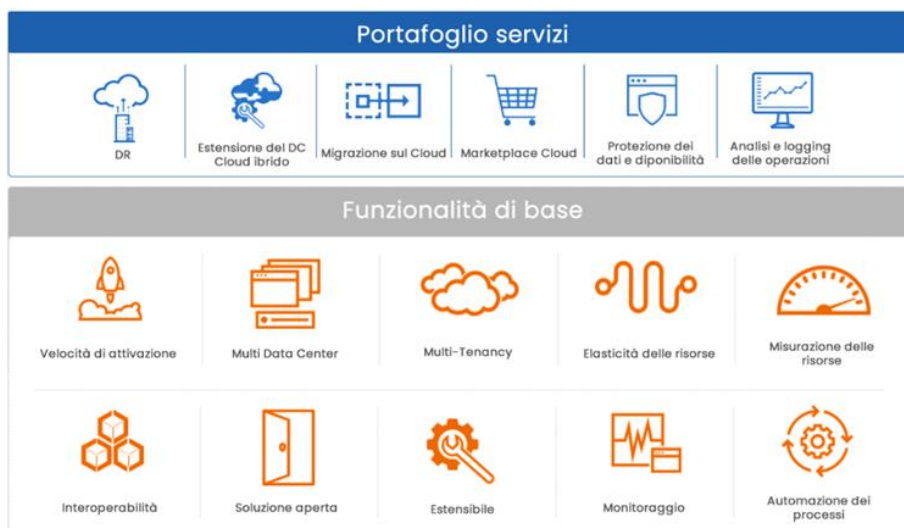 Portafoglio servizi
DR
Estensione del DC
Cloud ibrido
Migrazione sul Cloud
Marketplace Cloud
Protezione dei
dati e diponibilità
Analisi e logging
delle operazioni
Funzionalità di base
Velocità di attivazione
Multi Data Center
Multi-Tenancy
Elasticità delle risorse
Misurazione delle
risorse
Interoperabilità
Soluzione aperta
Estensibile
Monitoraggio
Automazione dei
processi